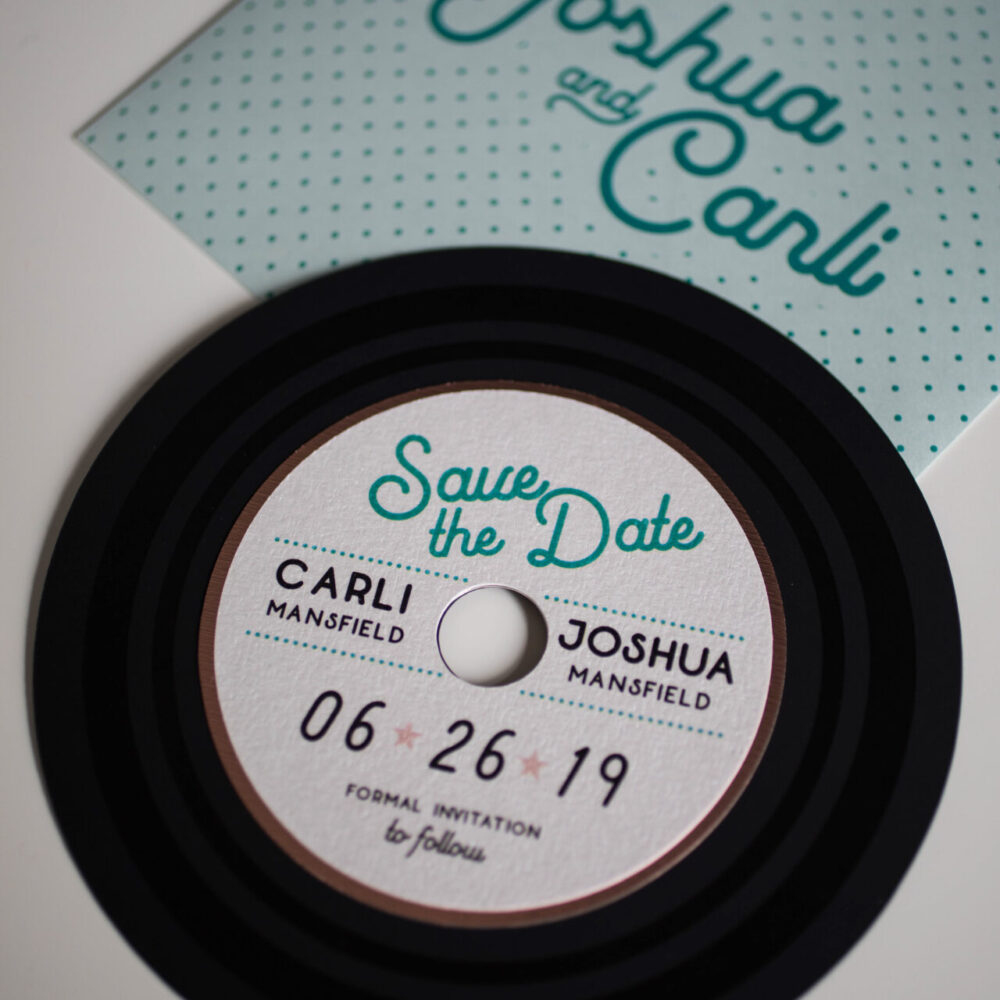 Joshua
and
Carli
Save
the Date
CARLI
MANSFIELD
JOSHUA
MANSFIELD
06 ★ 26 ★ 19
FORMAL INVITATION
to follow